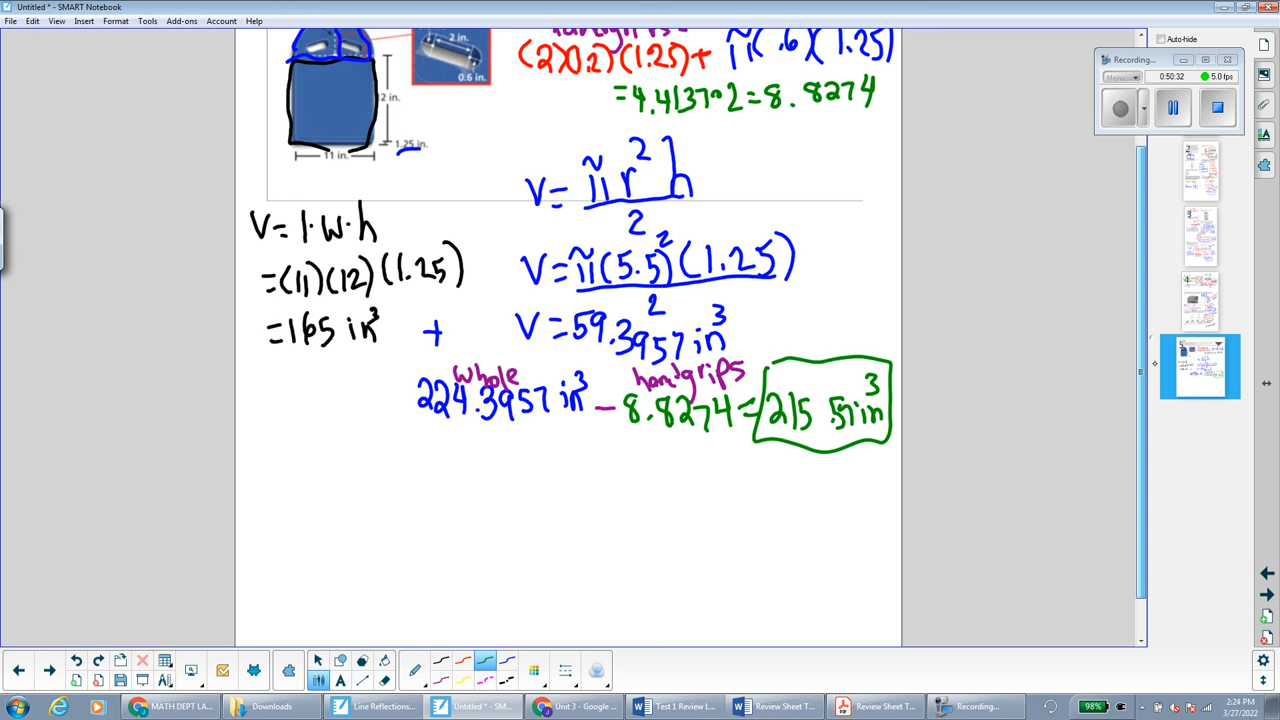 Untitled * - SMART Notebook
File Edit View Insert Format Tools Add-ons Account Help
Auto-hide
Recording...
Menu
0:50:32 5.0 fps
2 in.
0.6 in.
2 in.
1.25 in.
11 in.
handgrips:
(2)(0.2)(1.25) + π(.6)(1.25)
=4.4137·2=8.8274
V= πr²h
2
V= l·w·h
=(11)(12)(1.25)
=165 in³ +
V=π(5.5)²(1.25)
2
V=59.3957 in³
whole handgrips
224.3957 in³ - 8.8274 = 215.57 in³
MATH DEPT LA...
Downloads
Line Reflections...
Untitled * - SM...
Unit 3 - Google ...
Test 1 Review L...
Review Sheet T...
Review Sheet T...
Recording...
98%
2:24 PM
3/27/2022